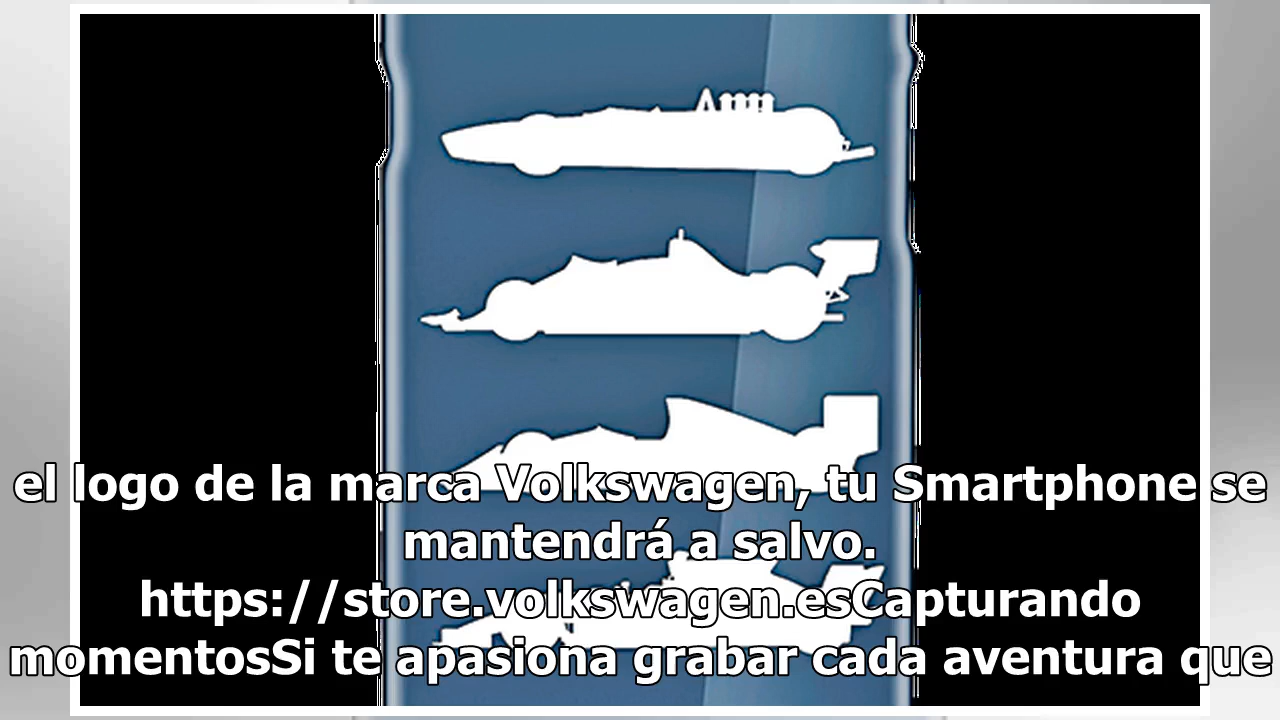 el logo de la marca Volkswagen, tu Smartphone se
mantendrá a salvo.
https://store.volkswagen.esCapturando
momentosSi te apasiona grabar cada aventura que